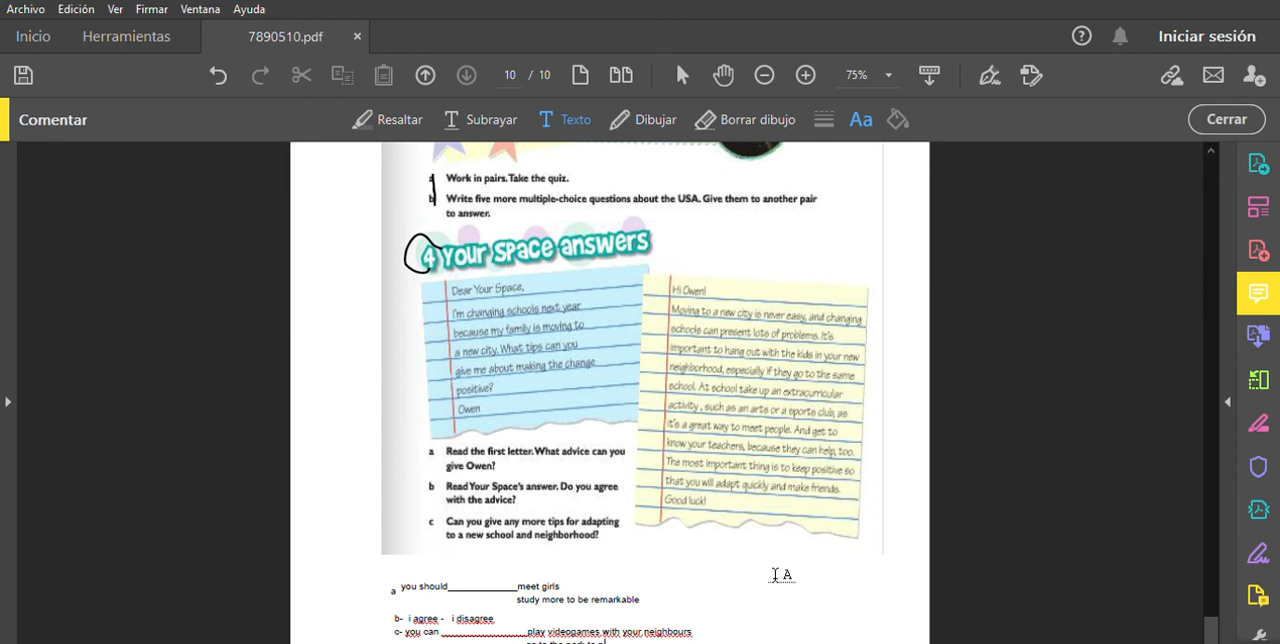 Archivo Edición Ver Firmar Ventana Ayuda
Inicio Herramientas 7890510.pdf × Iniciar sesión
10 / 10 75%
Comentar Resaltar Subrayar Texto Dibujar Borrar dibujo Aa Cerrar
a Work in pairs. Take the quiz.
b Write five more multiple-choice questions about the USA. Give them to another pair
to answer.
4 Your Space answers
Dear Your Space,
I'm changing schools next year
because my family is moving to
a new city. What tips can you
give me about making the change
positive?
Owen
Hi Owen!
Moving to a new city is never easy, and changing
schools can present lots of problems. It's
important to hang out with the kids in your new
neighborhood, especially if they go to the same
school. At school take up an extracurricular
activity, such as an arts or a sports club, as
it's a great way to meet people. And get to
know your teachers, because they can help, too.
The most important thing is to keep positive so
that you will adapt quickly and make friends.
Good luck!
a Read the first letter. What advice can you
give Owen?
b Read Your Space's answer. Do you agree
with the advice?
c Can you give any more tips for adapting
to a new school and neighborhood?
a you should______________meet girls
study more to be remarkable
b- i agree - i disagree
c- you can __________________play videogames with your neighbours